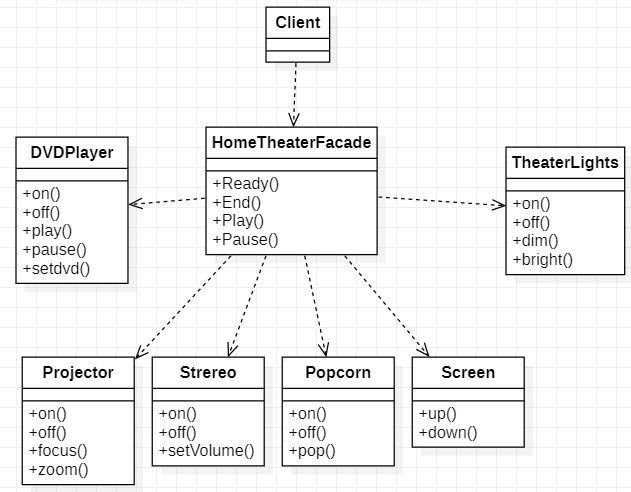 Client
HomeTheaterFacade
+Ready()
+End()
+Play()
+Pause()
DVDPlayer
+on()
+off()
+play()
+pause()
+setdvd()
TheaterLights
+on()
+off()
+dim()
+bright()
Projector
+on()
+off()
+focus()
+zoom()
Strereo
+on()
+off()
+setVolume()
Popcorn
+on()
+off()
+pop()
Screen
+up()
+down()